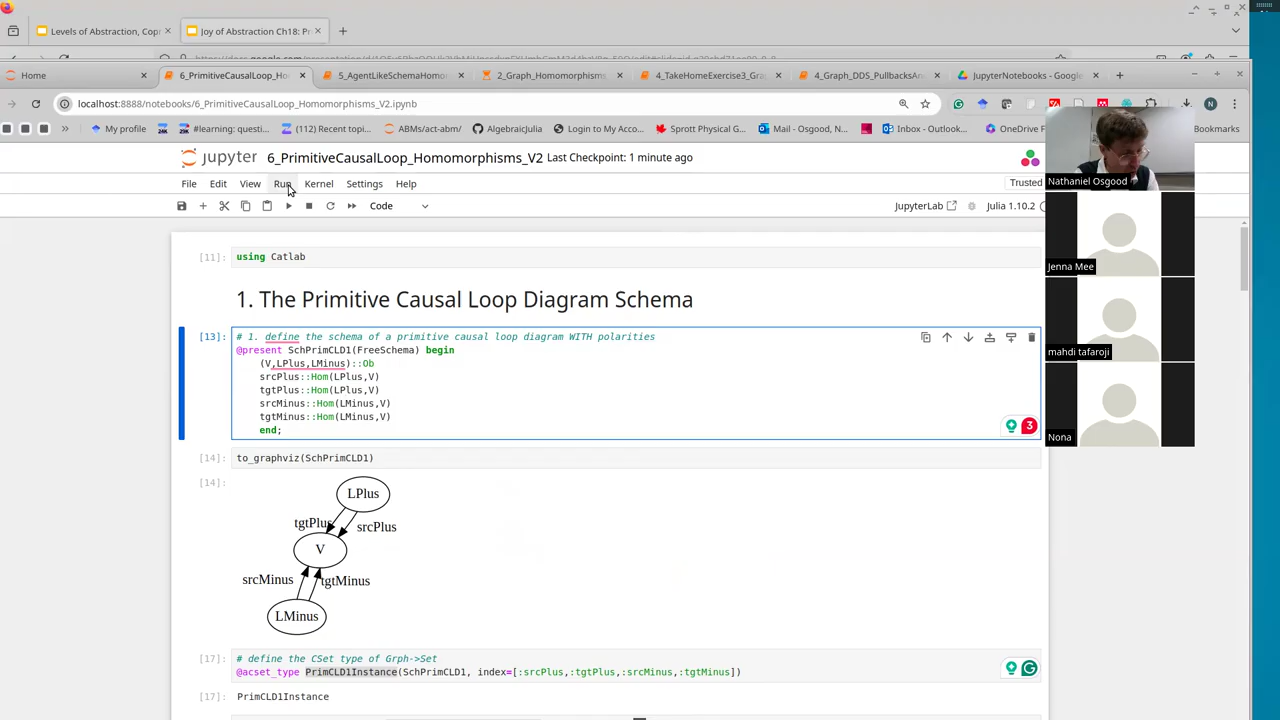 Levels of Abstraction, Cop
Joy of Abstraction Ch18: P
Home
6_PrimitiveCausalLoop_Ho
5_AgentLikeSchemaHomo
2_Graph_Homomorphisms
4_TakeHomeExercise3_Gra
4_Graph_DDS_PullbacksAn
JupyterNotebooks - Google
localhost:8888/notebooks/6_PrimitiveCausalLoop_Homomorphisms_V2.ipynb
My profile
#learning: questi...
(112) Recent topi...
ABMs/act-abm/
AlgebraicJulia
Login to My Acco...
Sprott Physical G...
Mail - Osgood, N...
Inbox - Outlook...
OneDrive
Bookmarks
jupyter
6_PrimitiveCausalLoop_Homomorphisms_V2 Last Checkpoint: 1 minute ago
File Edit View Run Kernel Settings Help
Trusted
Code
JupyterLab
Julia 1.10.2
[11]: using Catlab
1. The Primitive Causal Loop Diagram Schema
[13]: # 1. define the schema of a primitive causal loop diagram WITH polarities
@present SchPrimCLD1(FreeSchema) begin
(V,LPlus,LMinus)::Ob
srcPlus::Hom(LPlus,V)
tgtPlus::Hom(LPlus,V)
srcMinus::Hom(LMinus,V)
tgtMinus::Hom(LMinus,V)
end;
3
[14]: to_graphviz(SchPrimCLD1)
[14]:
LPlus
tgtPlus
srcPlus
V
srcMinus
tgtMinus
LMinus
[17]: # define the CSet type of Grph->Set
@acset_type PrimCLD1Instance(SchPrimCLD1, index=[:srcPlus,:tgtPlus,:srcMinus,:tgtMinus])
[17]: PrimCLD1Instance
Nathaniel Osgood
Jenna Mee
mahdi tafaroji
Nona